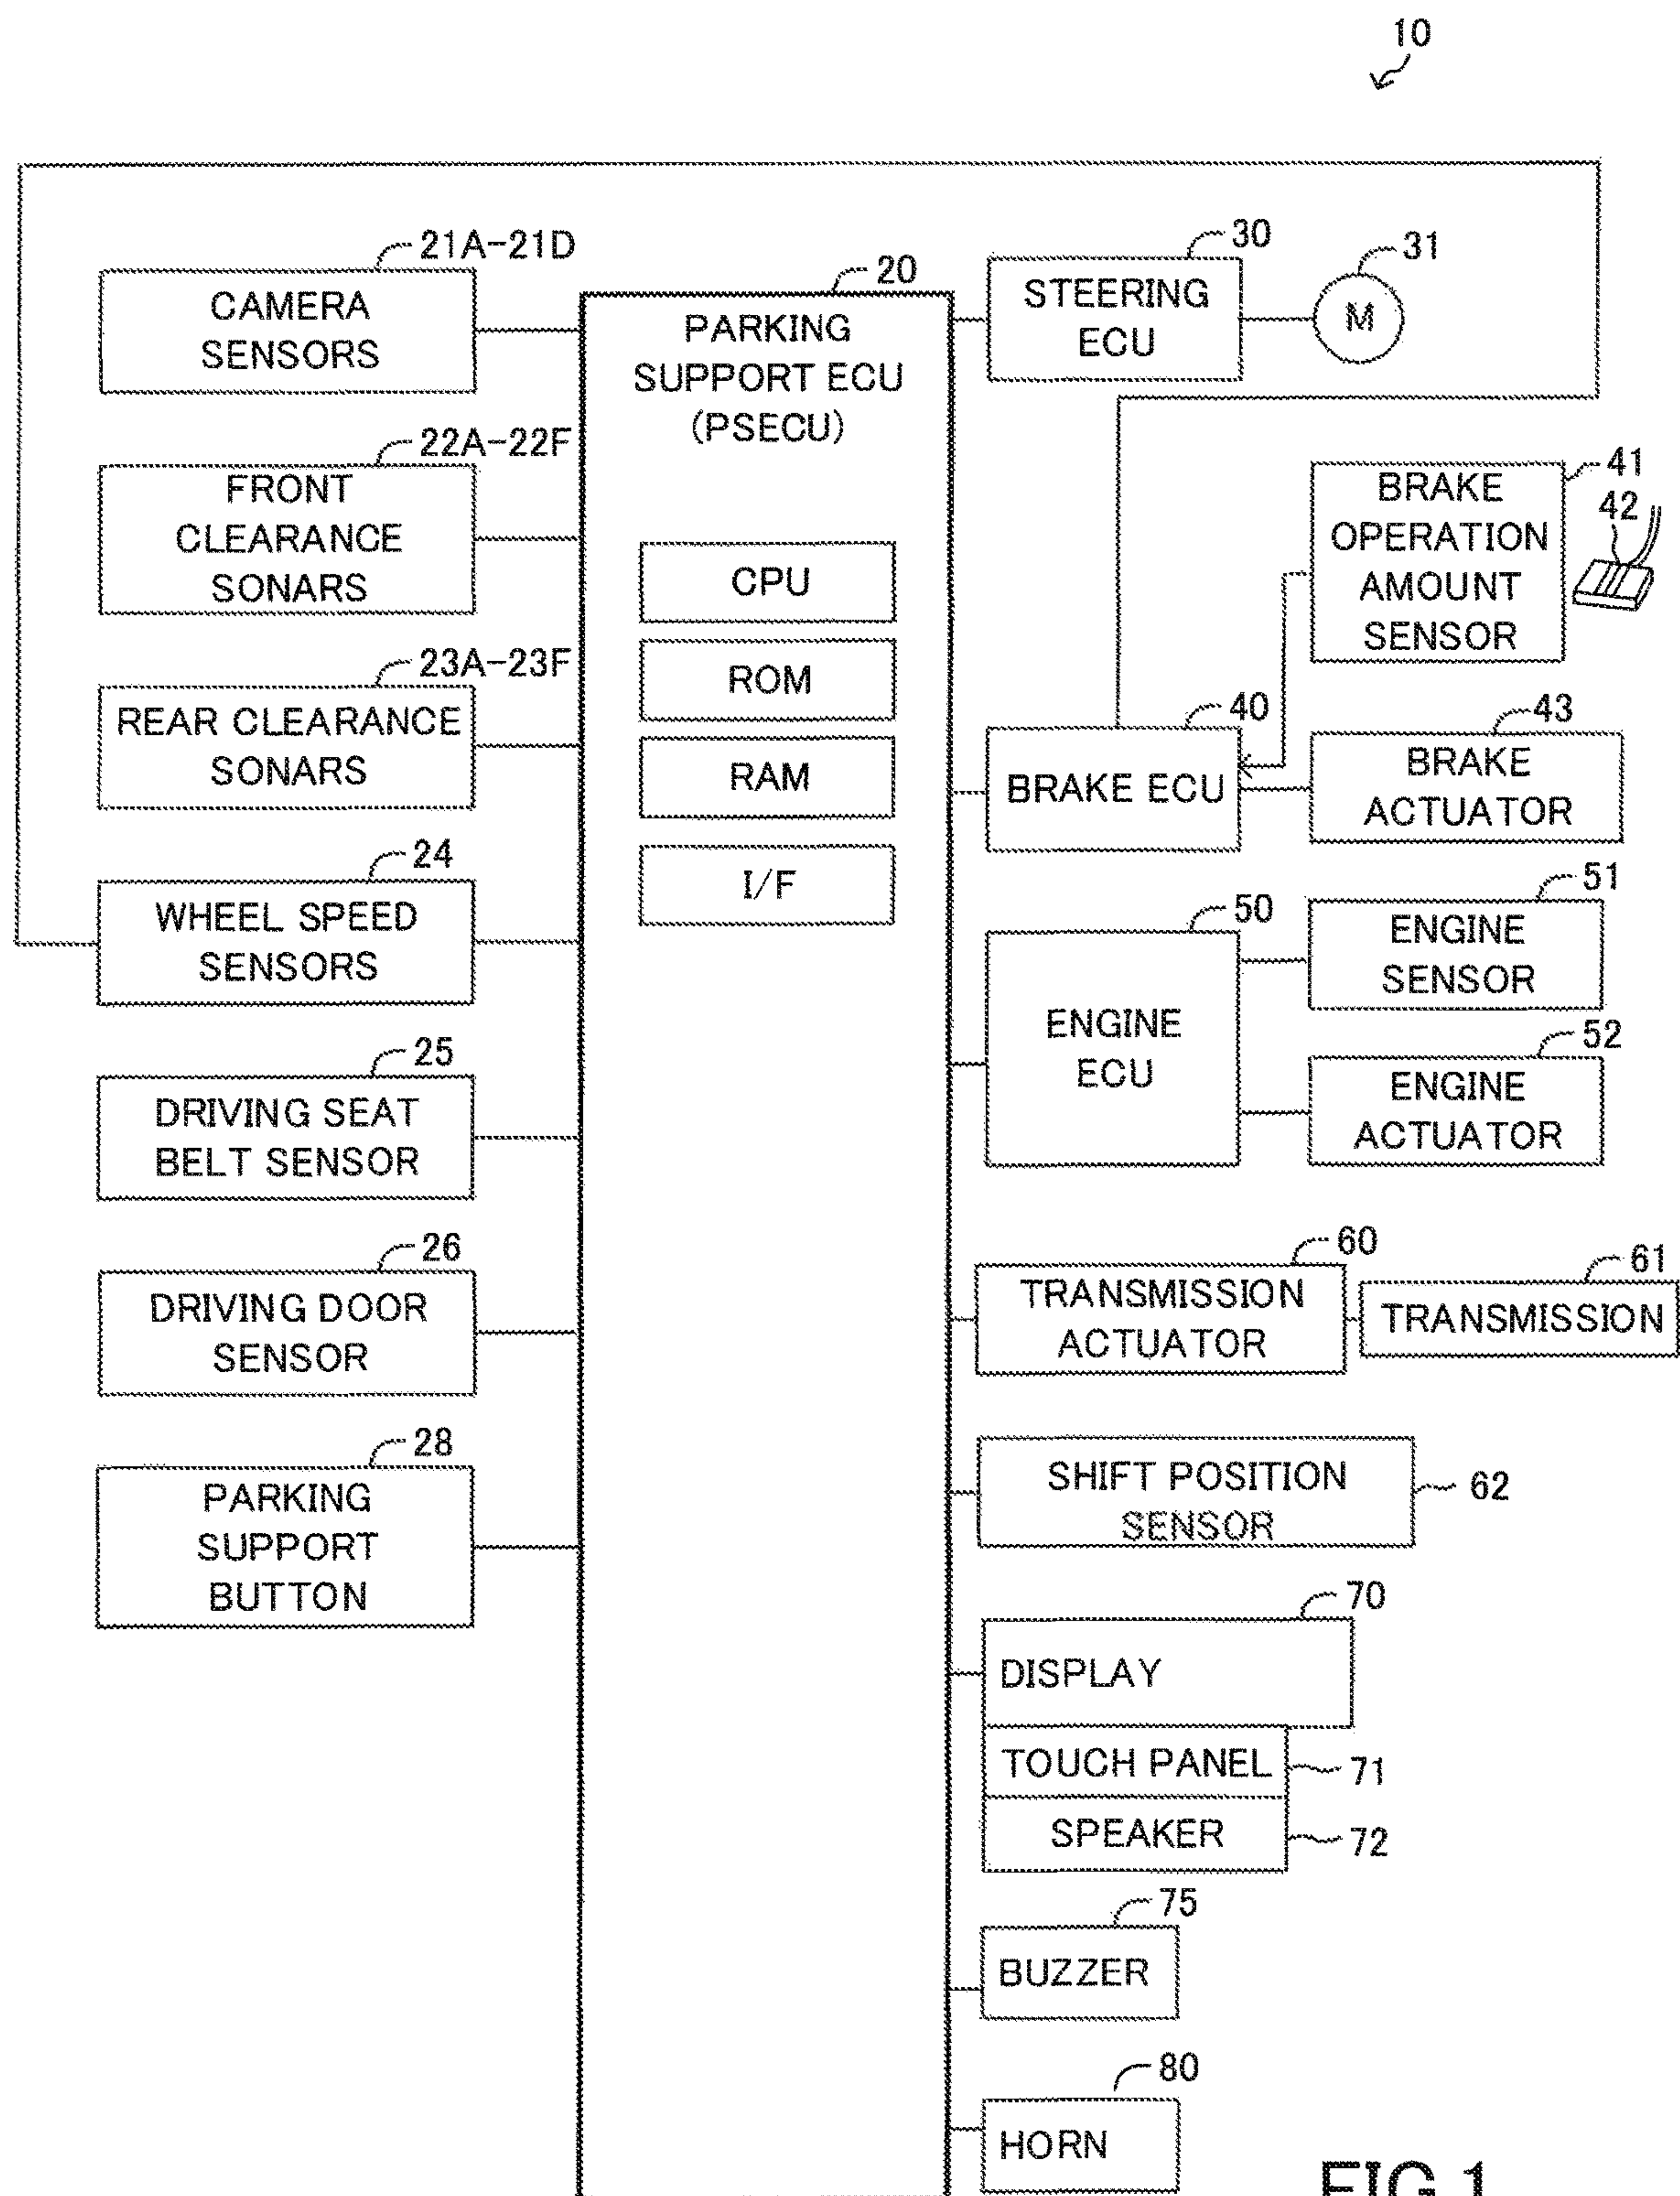 10
21A-21D
CAMERA
SENSORS
22A-22F
FRONT
CLEARANCE
SONARS
23A-23F
REAR CLEARANCE
SONARS
24
WHEEL SPEED
SENSORS
25
DRIVING SEAT
BELT SENSOR
26
DRIVING DOOR
SENSOR
28
PARKING
SUPPORT
BUTTON
20
PARKING
SUPPORT ECU
(PSECU)
CPU
ROM
RAM
I/F
30
STEERING
ECU
31
M
41
42
BRAKE
OPERATION
AMOUNT
SENSOR
40
BRAKE ECU
43
BRAKE
ACTUATOR
50
ENGINE
ECU
51
ENGINE
SENSOR
52
ENGINE
ACTUATOR
60
TRANSMISSION
ACTUATOR
61
TRANSMISSION
SHIFT POSITION
SENSOR
62
70
DISPLAY
TOUCH PANEL
71
SPEAKER
72
75
BUZZER
80
HORN
FIG.1